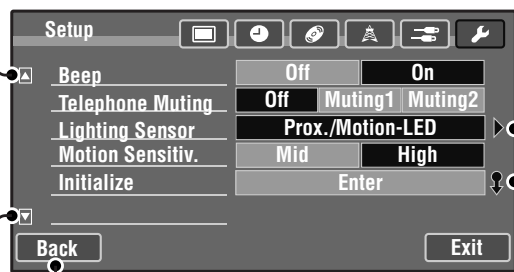 Setup
Beep Off On
Telephone Muting Off Muting1 Muting2
Lighting Sensor Prox./Motion-LED
Motion Sensitiv. Mid High
Initialize Enter
Back Exit